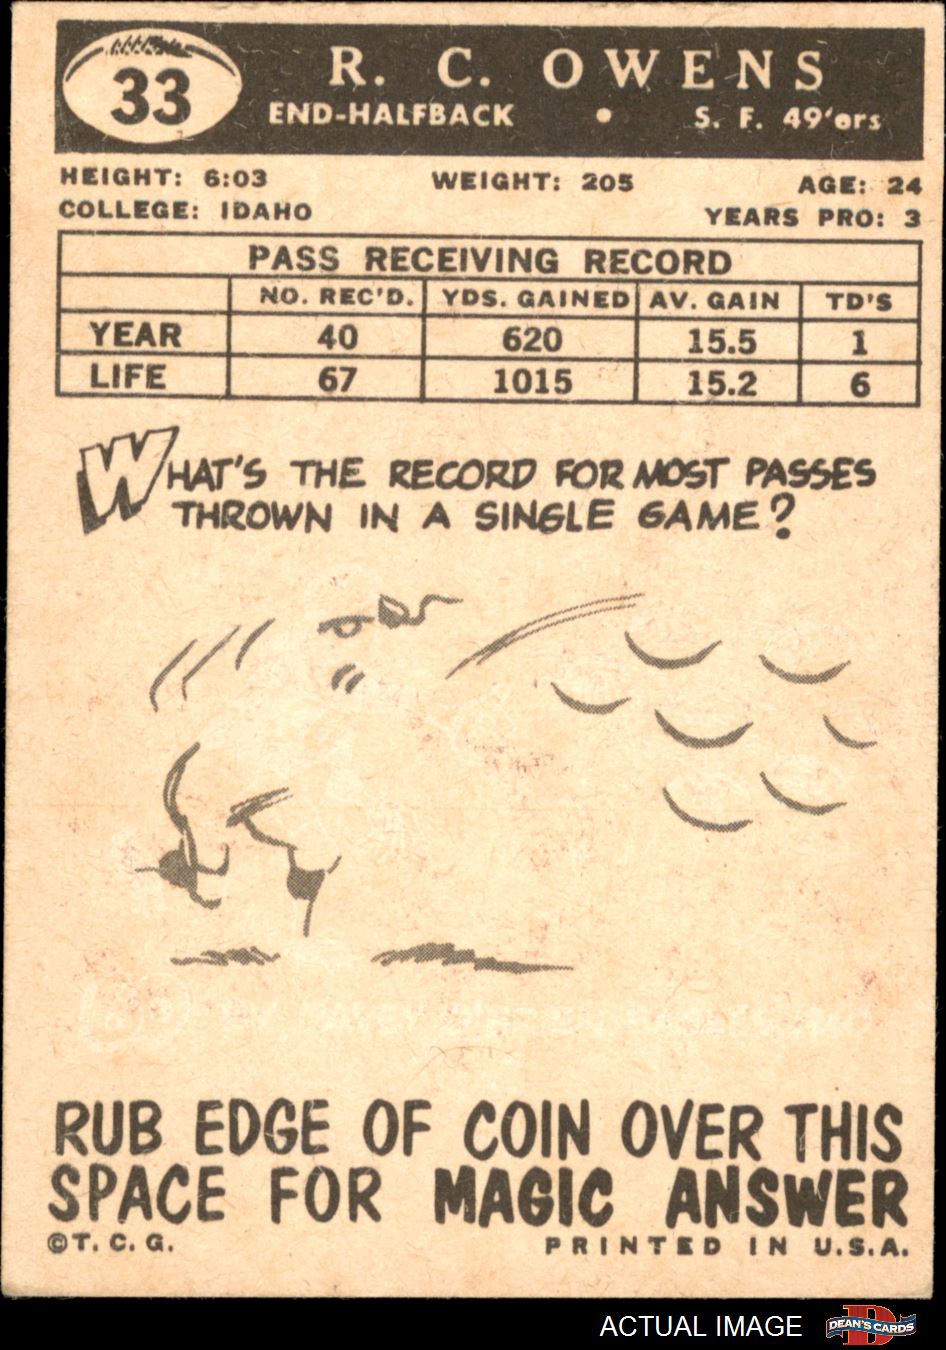 33
R. C. OWENS
END-HALFBACK • S. F. 49'ers
HEIGHT: 6:03 WEIGHT: 205 AGE: 24
COLLEGE: IDAHO YEARS PRO: 3
PASS RECEIVING RECORD
NO. REC'D. YDS. GAINED AV. GAIN TD'S
YEAR 40 620 15.5 1
LIFE 67 1015 15.2 6
WHAT'S THE RECORD FOR MOST PASSES
THROWN IN A SINGLE GAME?
RUB EDGE OF COIN OVER THIS
SPACE FOR MAGIC ANSWER
©T. C. G. PRINTED IN U.S.A.
ACTUAL IMAGE DEAN'S CARDS